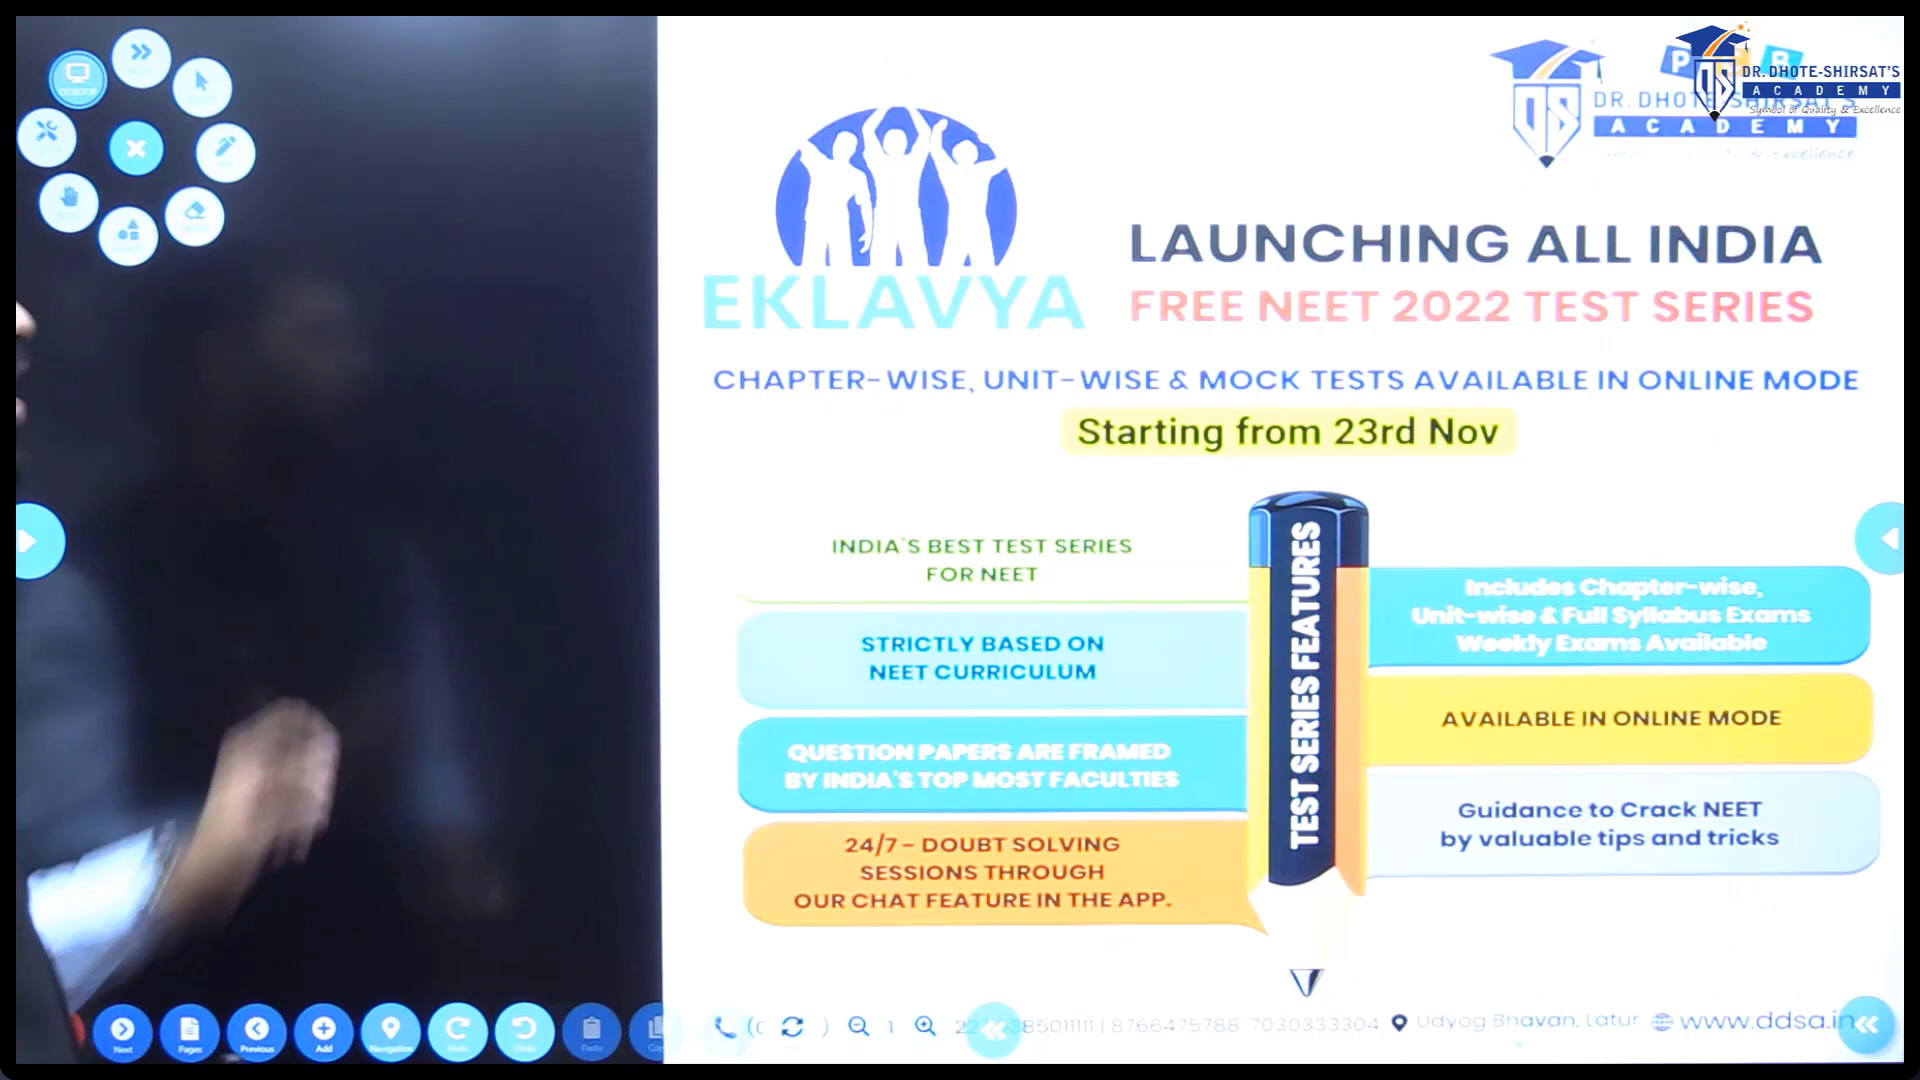 DR. DHOTE-SHIRSAT'S
ACADEMY
Symbol of Quality & Excellence
DR. DHOTE-SHIRSAT'S
ACADEMY
& Excellence
EKLAVYA
LAUNCHING ALL INDIA
FREE NEET 2022 TEST SERIES
CHAPTER-WISE, UNIT-WISE & MOCK TESTS AVAILABLE IN ONLINE MODE
Starting from 23rd Nov
TEST SERIES FEATURES
INDIA'S BEST TEST SERIES
FOR NEET
STRICTLY BASED ON
NEET CURRICULUM
QUESTION PAPERS ARE FRAMED
BY INDIA'S TOP MOST FACULTIES
24/7 - DOUBT SOLVING
SESSIONS THROUGH
OUR CHAT FEATURE IN THE APP.
Includes Chapter-wise,
Unit-wise & Full Syllabus Exams
Weekly Exams Available
AVAILABLE IN ONLINE MODE
Guidance to Crack NEET
by valuable tips and tricks
Next Pages Previous Add Navigation Paste
1
8766475788 7030333304 Udyog Bhavan, Latur www.ddsa.in